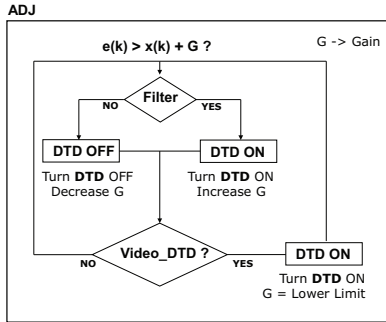 ADJ
e(k) > x(k) + G ?
G -> Gain
Filter
NO
YES
DTD OFF
DTD ON
Turn DTD OFF
Decrease G
Turn DTD ON
Increase G
Video_DTD ?
NO
YES
DTD ON
Turn DTD ON
G = Lower Limit